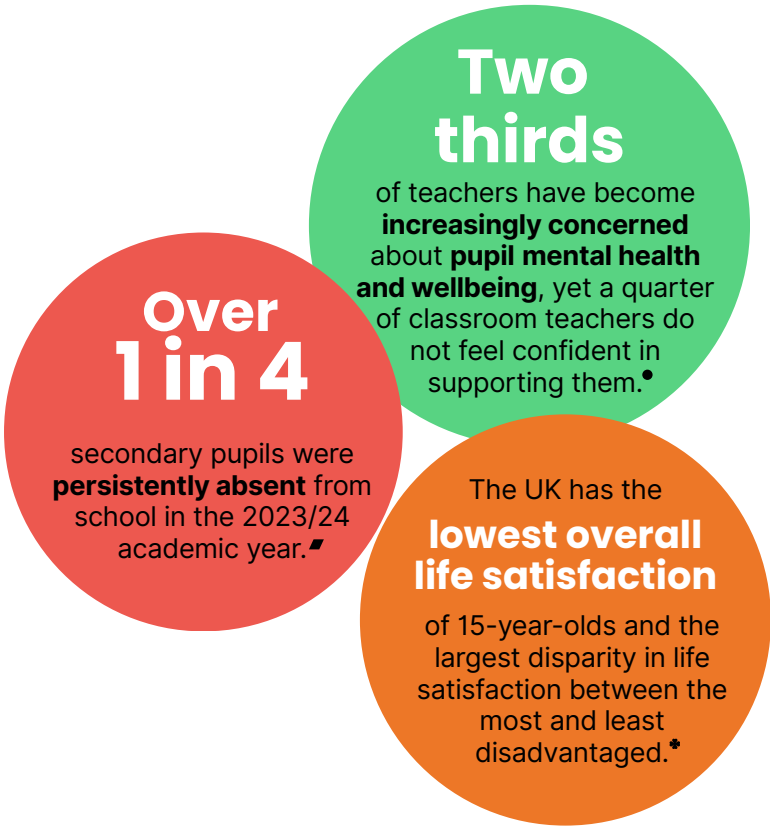 Two
thirds
of teachers have become
increasingly concerned
about pupil mental health
and wellbeing, yet a quarter
of classroom teachers do
not feel confident in
supporting them.●
Over
1 in 4
secondary pupils were
persistently absent from
school in the 2023/24
academic year.▰
The UK has the
lowest overall
life satisfaction
of 15-year-olds and the
largest disparity in life
satisfaction between the
most and least
disadvantaged.✚